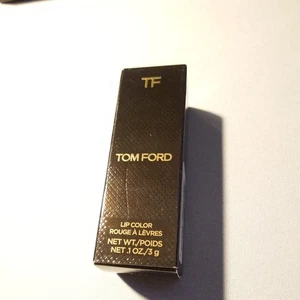 TF
TOM FORD
LIP COLOR
ROUGE À LÈVRES
NET WT./POIDS
NET .1 OZ./3 g